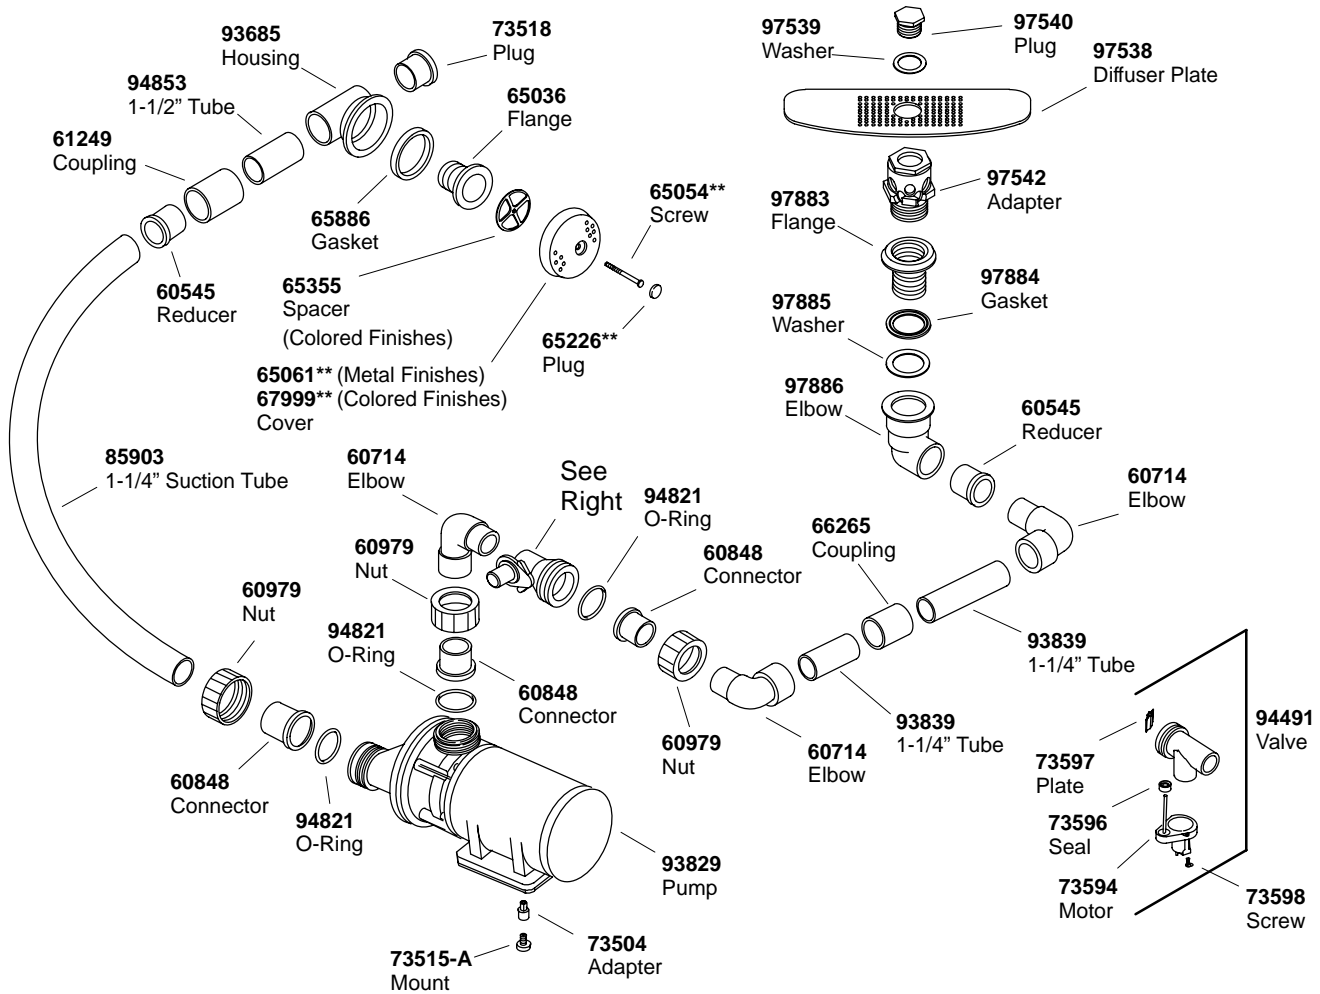 93685
Housing
73518
Plug
94853
1-1/2” Tube
65036
Flange
61249
Coupling
65886
Gasket
65054**
Screw
60545
Reducer
65355
Spacer
(Colored Finishes)
65226**
Plug
65061** (Metal Finishes)
67999** (Colored Finishes)
Cover
97539
Washer
97540
Plug
97538
Diffuser Plate
97542
Adapter
97883
Flange
97884
Gasket
97885
Washer
97886
Elbow
60545
Reducer
60714
Elbow
85903
1-1/4” Suction Tube
60714
Elbow
See
Right
94821
O-Ring
66265
Coupling
60979
Nut
60848
Connector
60979
Nut
94821
O-Ring
93839
1-1/4” Tube
60848
Connector
93839
1-1/4” Tube
60979
Nut
60714
Elbow
94491
Valve
73597
Plate
60848
Connector
94821
O-Ring
73596
Seal
93829
Pump
73594
Motor
73598
Screw
73504
Adapter
73515-A
Mount